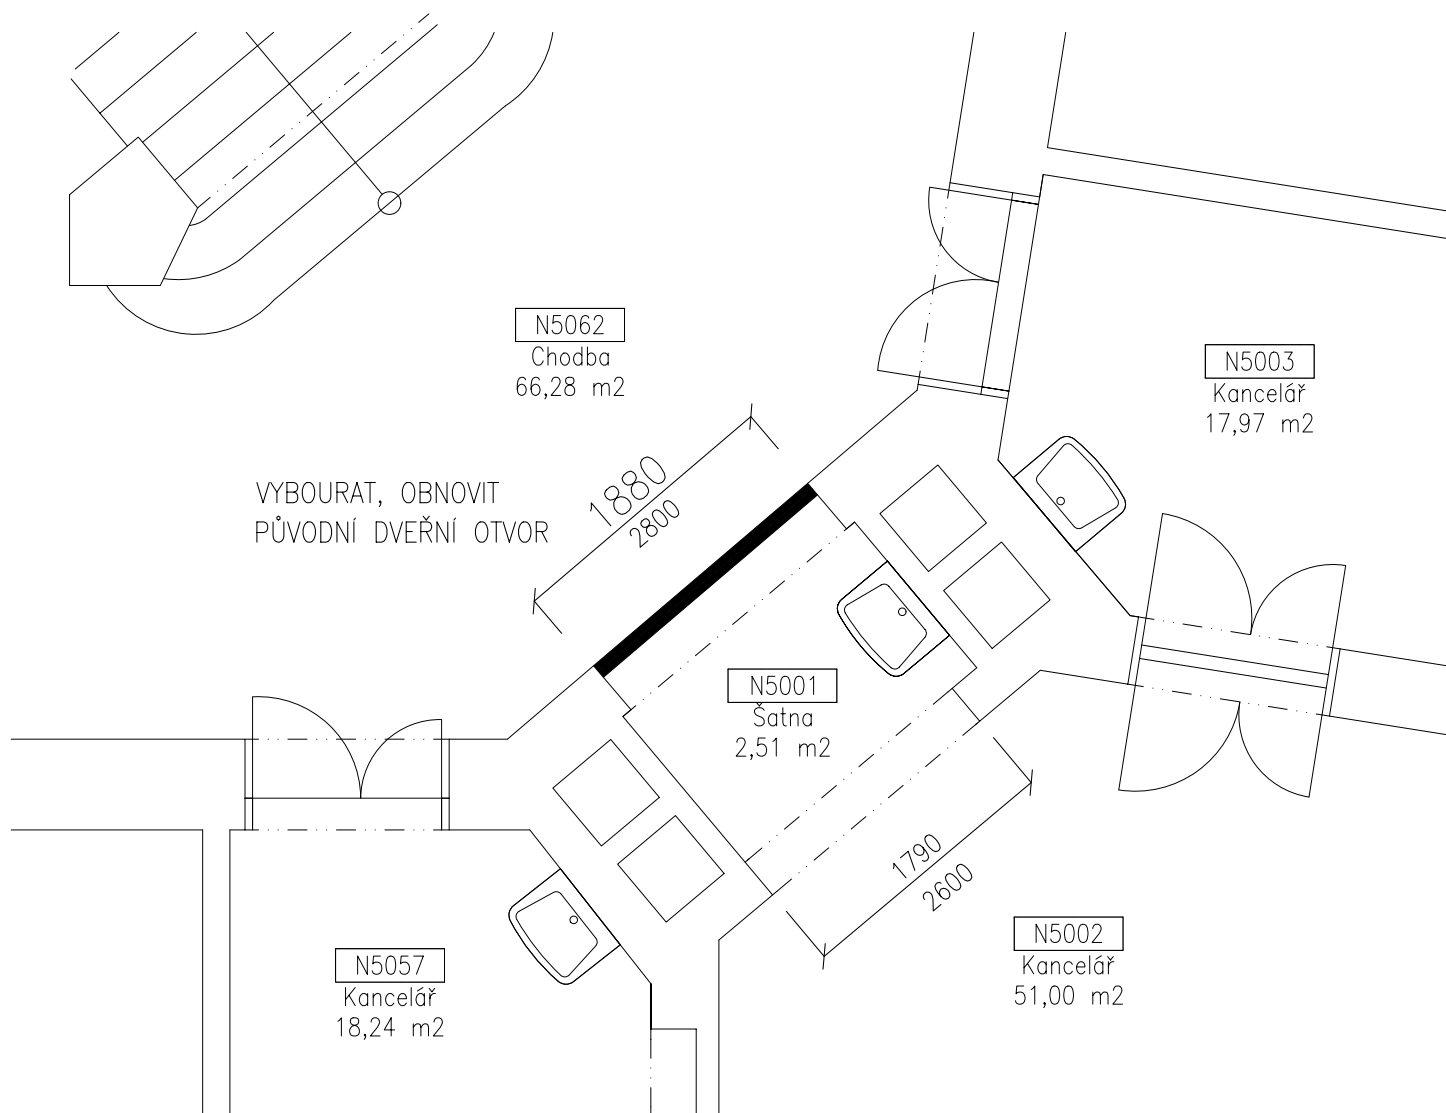 N5062
Chodba
66,28 m2
N5003
Kancelář
17,97 m2
VYBOURAT, OBNOVIT
PŮVODNÍ DVEŘNÍ OTVOR
1880
2800
N5001
Šatna
2,51 m2
1790
2600
N5002
Kancelář
51,00 m2
N5057
Kancelář
18,24 m2